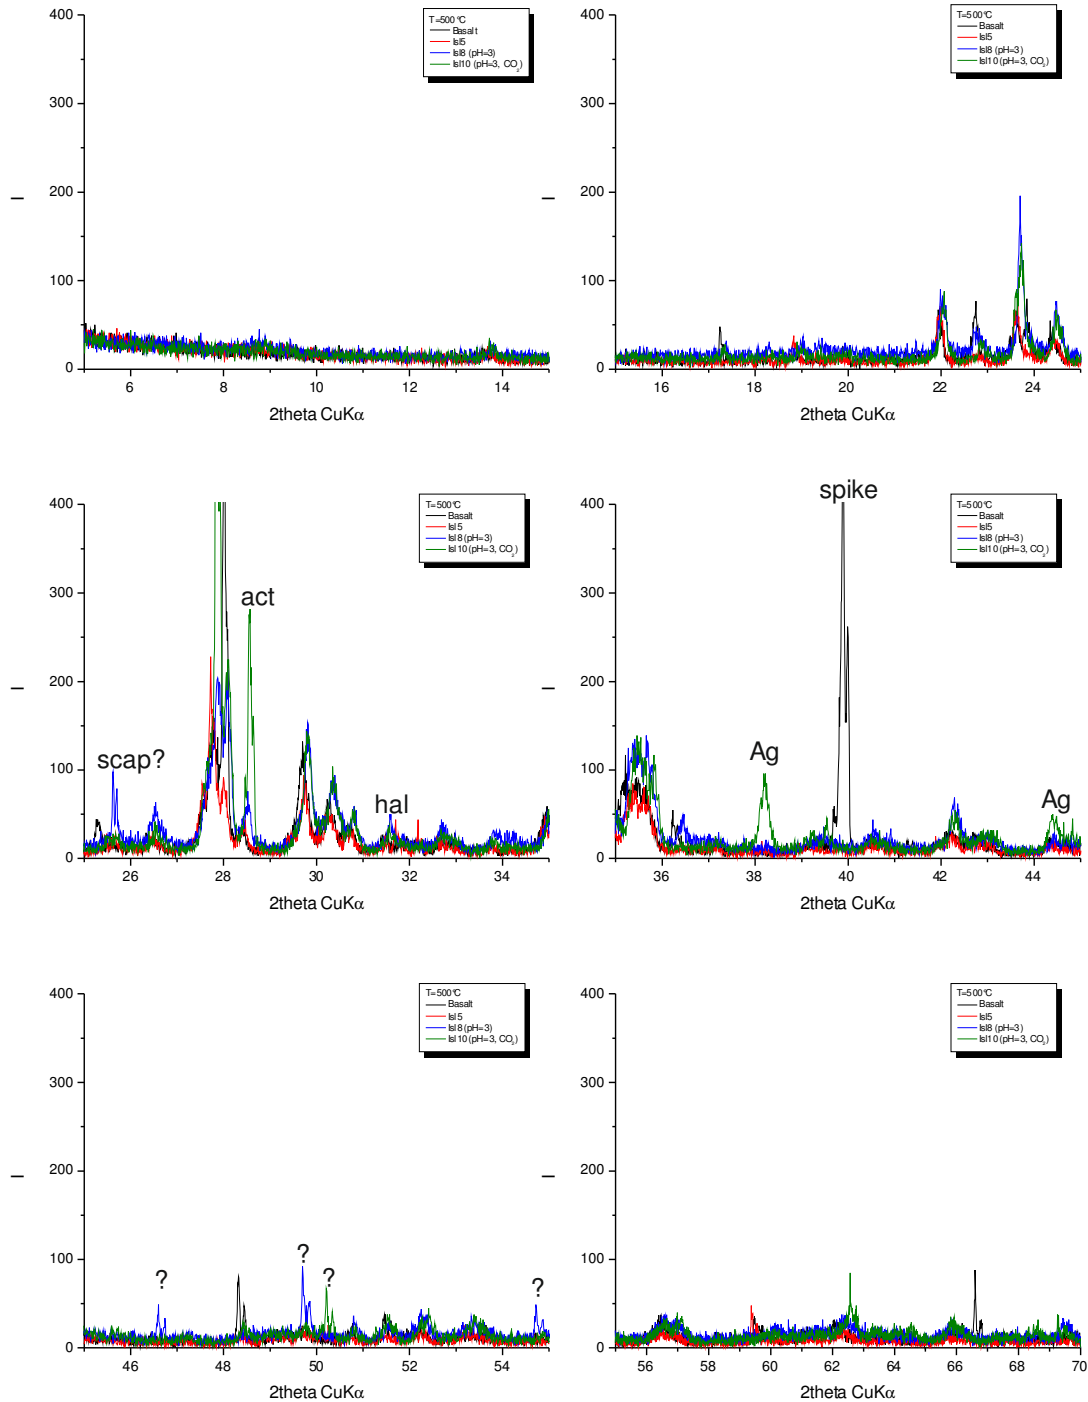 400
300
200
100
0
I
6
8
10
12
14
2theta CuKα
T=500°C
Basalt
Isl5
Isl8 (pH=3)
Isl10 (pH=3, CO₂)
400
300
200
100
0
I
16
18
20
22
24
2theta CuKα
T=500°C
Basalt
Isl5
Isl8 (pH=3)
Isl10 (pH=3, CO₂)
400
300
200
100
0
I
26
28
30
32
34
2theta CuKα
scap?
act
hal
T=500°C
Basalt
Isl5
Isl8 (pH=3)
Isl10 (pH=3, CO₂)
400
300
200
100
0
I
36
38
40
42
44
2theta CuKα
spike
Ag
Ag
T=500°C
Basalt
Isl5
Isl8 (pH=3)
Isl10 (pH=3, CO₂)
400
300
200
100
0
I
46
48
50
52
54
2theta CuKα
?
?
?
?
T=500°C
Basalt
Isl5
Isl8 (pH=3)
Isl10 (pH=3, CO₂)
400
300
200
100
0
I
56
58
60
62
64
66
68
70
2theta CuKα
T=500°C
Basalt
Isl5
Isl8 (pH=3)
Isl10 (pH=3, CO₂)